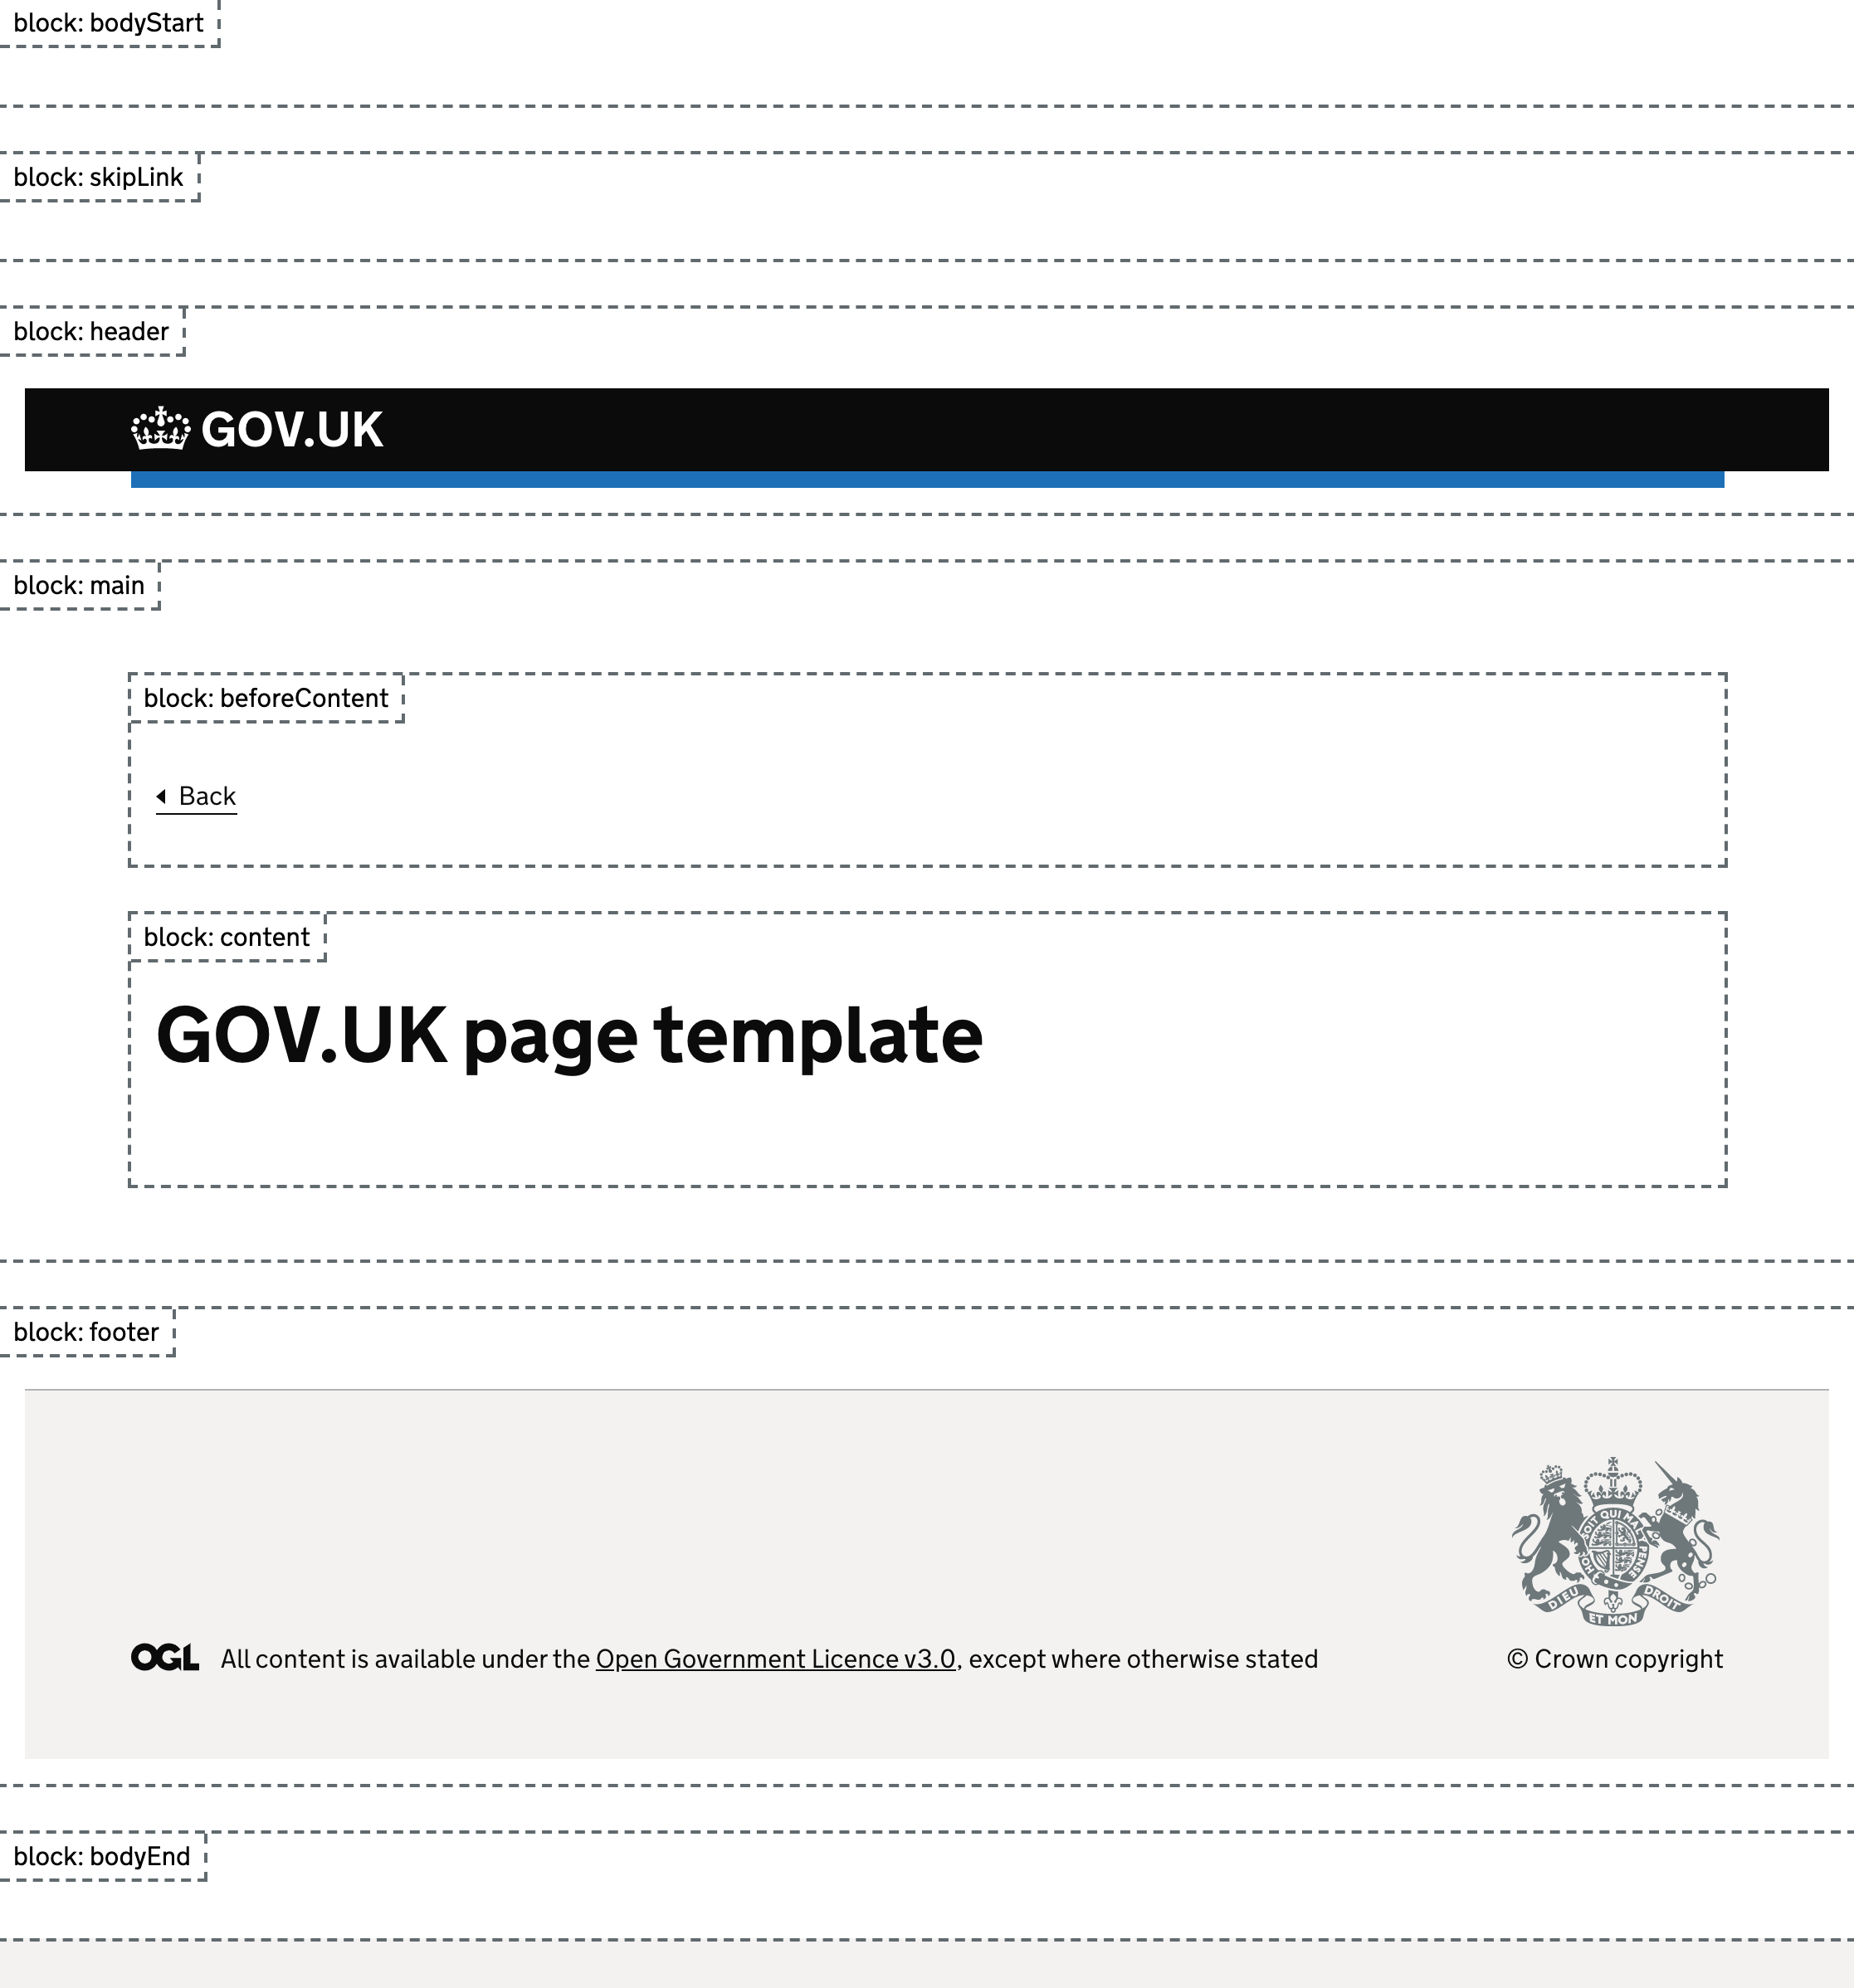 block: bodyStart
block: skipLink
block: header
GOV.UK
block: main
block: beforeContent
Back
block: content
GOV.UK page template
block: footer
SOIT QUI MAL
PENSE
HO
DIEU
ET MON
DROIT
OGL All content is available under the Open Government Licence v3.0, except where otherwise stated
© Crown copyright
block: bodyEnd